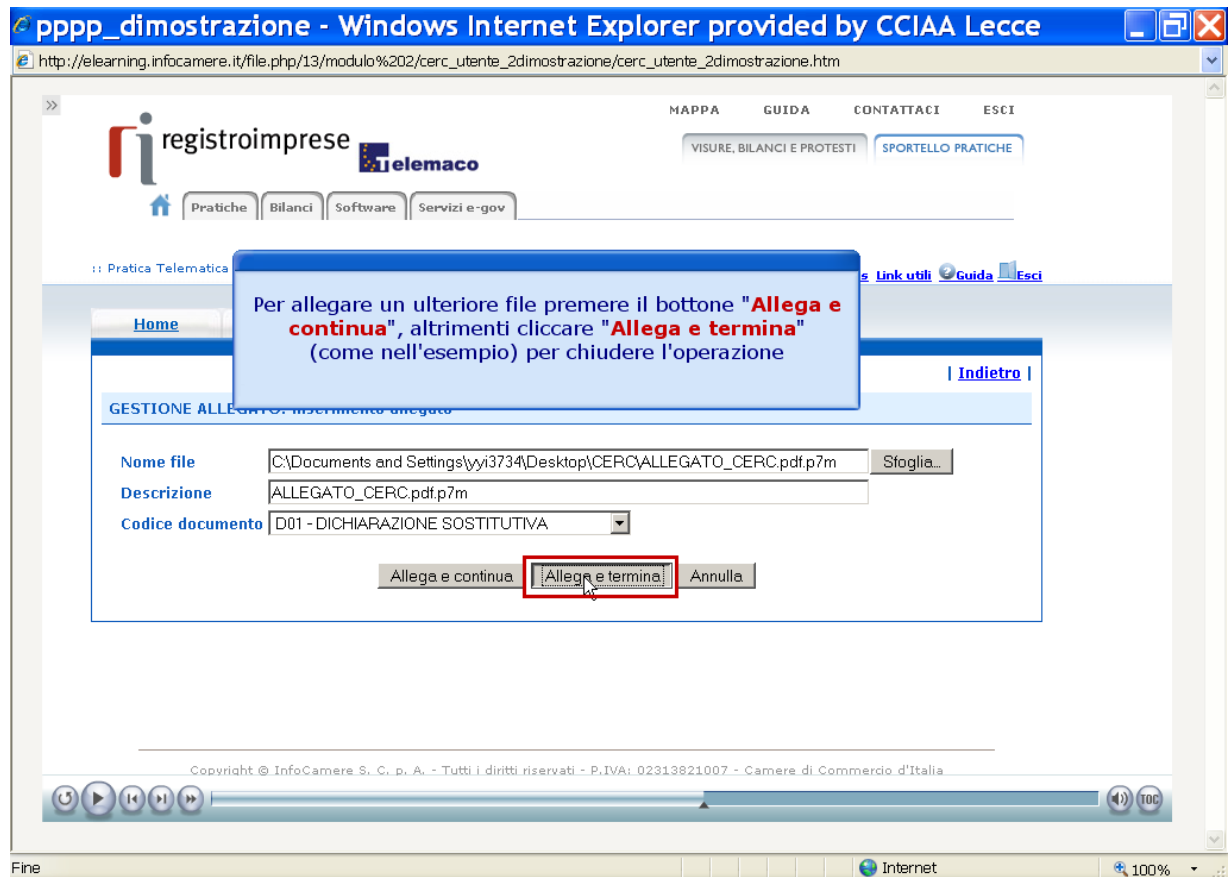 pppp_dimostrazione - Windows Internet Explorer provided by CCIAA Lecce
http://elearning.infocamere.it/file.php/13/modulo%202/cerc_utente_2dimostrazione/cerc_utente_2dimostrazione.htm
MAPPA GUIDA CONTATTACI ESCI
registroimprese
Telemaco
VISURE, BILANCI E PROTESTI SPORTELLO PRATICHE
Pratiche Bilanci Software Servizi e-gov
:: Pratica Telematica
s Link utili Guida Esci
Per allegare un ulteriore file premere il bottone "Allega e
continua", altrimenti cliccare "Allega e termina"
(come nell'esempio) per chiudere l'operazione
Home
| Indietro |
GESTIONE ALLEGATO: Inserimento allegato
Nome file C:\Documents and Settings\yyi3734\Desktop\CERC\ALLEGATO_CERC.pdf.p7m Sfoglia...
Descrizione ALLEGATO_CERC.pdf.p7m
Codice documento D01 - DICHIARAZIONE SOSTITUTIVA
Allega e continua Allega e termina Annulla
Copyright © InfoCamere S. C. p. A. - Tutti i diritti riservati - P.IVA: 02313821007 - Camere di Commercio d'Italia
TOC
Fine Internet 100%